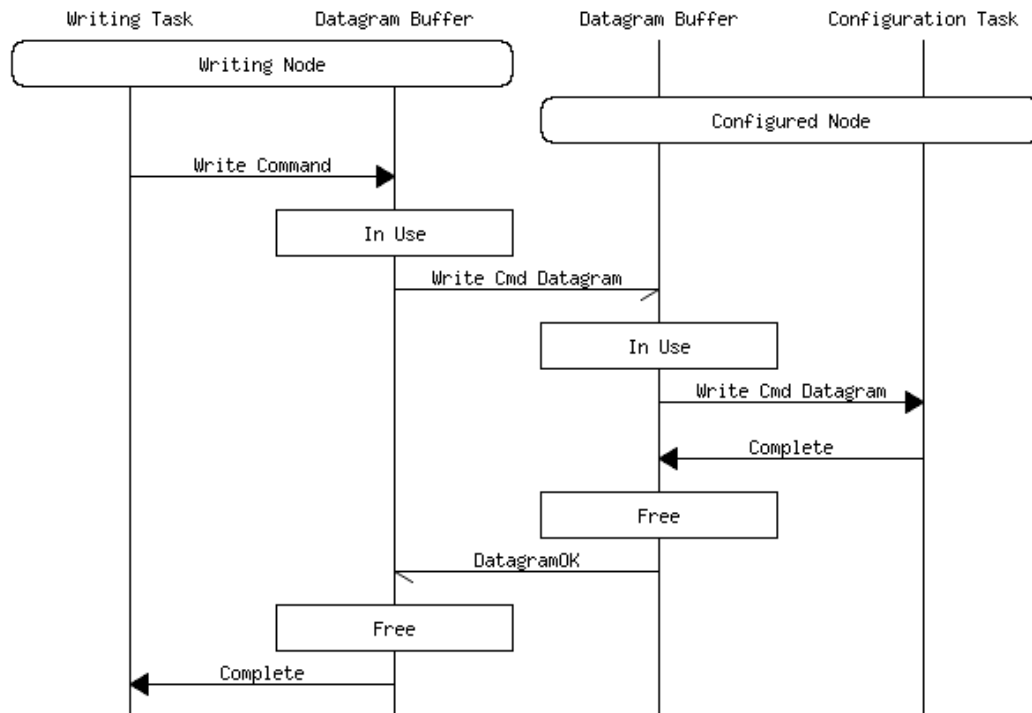 Writing Task
Datagram Buffer
Datagram Buffer
Configuration Task
Writing Node
Configured Node
Write Command
In Use
Write Cmd Datagram
In Use
Write Cmd Datagram
Complete
Free
DatagramOK
Free
Complete